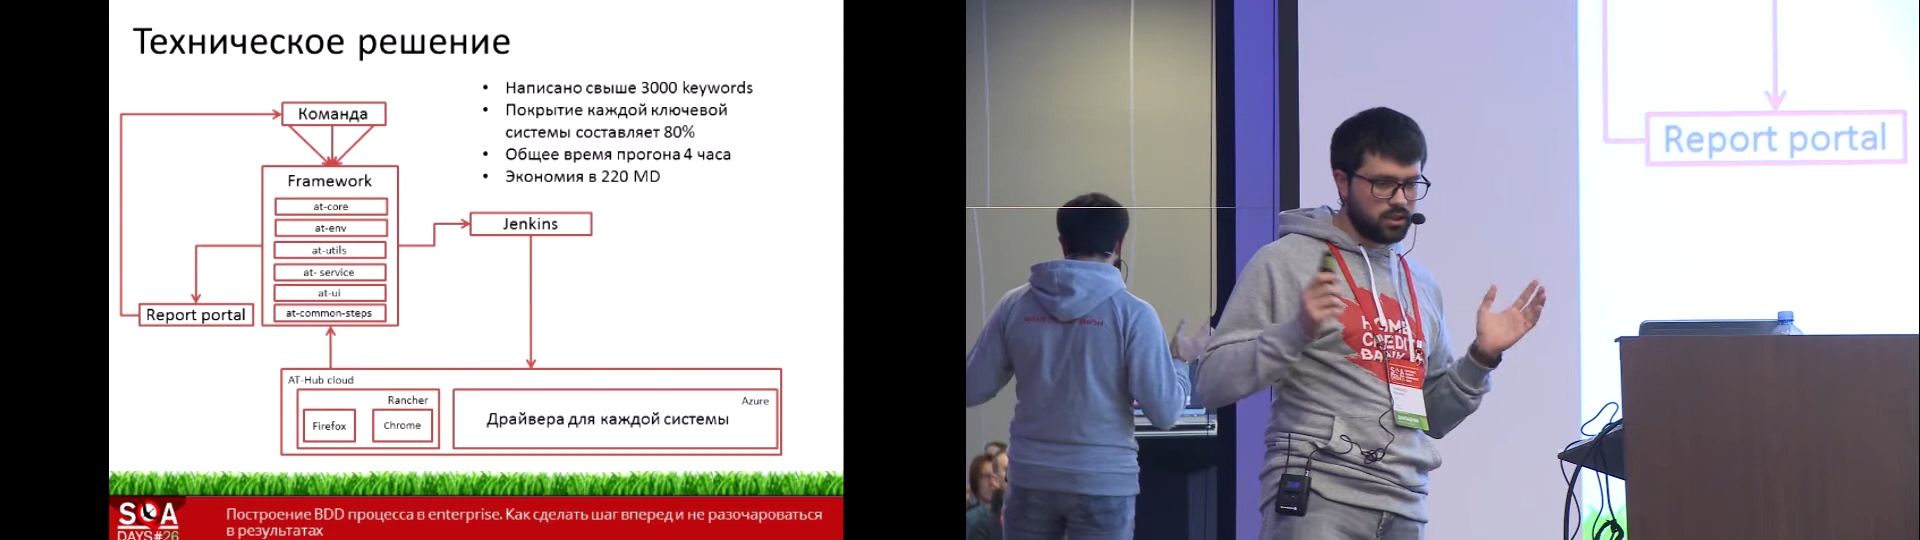 Техническое решение
• Написано свыше 3000 keywords
• Покрытие каждой ключевой
системы составляет 80%
• Общее время прогона 4 часа
• Экономия в 220 MD
Команда
Framework
at-core
at-env
at-utils
at- service
at-ui
at-common-steps
Jenkins
Report portal
AT-Hub cloud
Rancher
Firefox
Chrome
Azure
Драйвера для каждой системы
SQA
DAYS#26
Построение BDD процесса в enterprise. Как сделать шаг вперед и не разочароваться
в результатах
Report portal
HOME
CREDIT
BANK